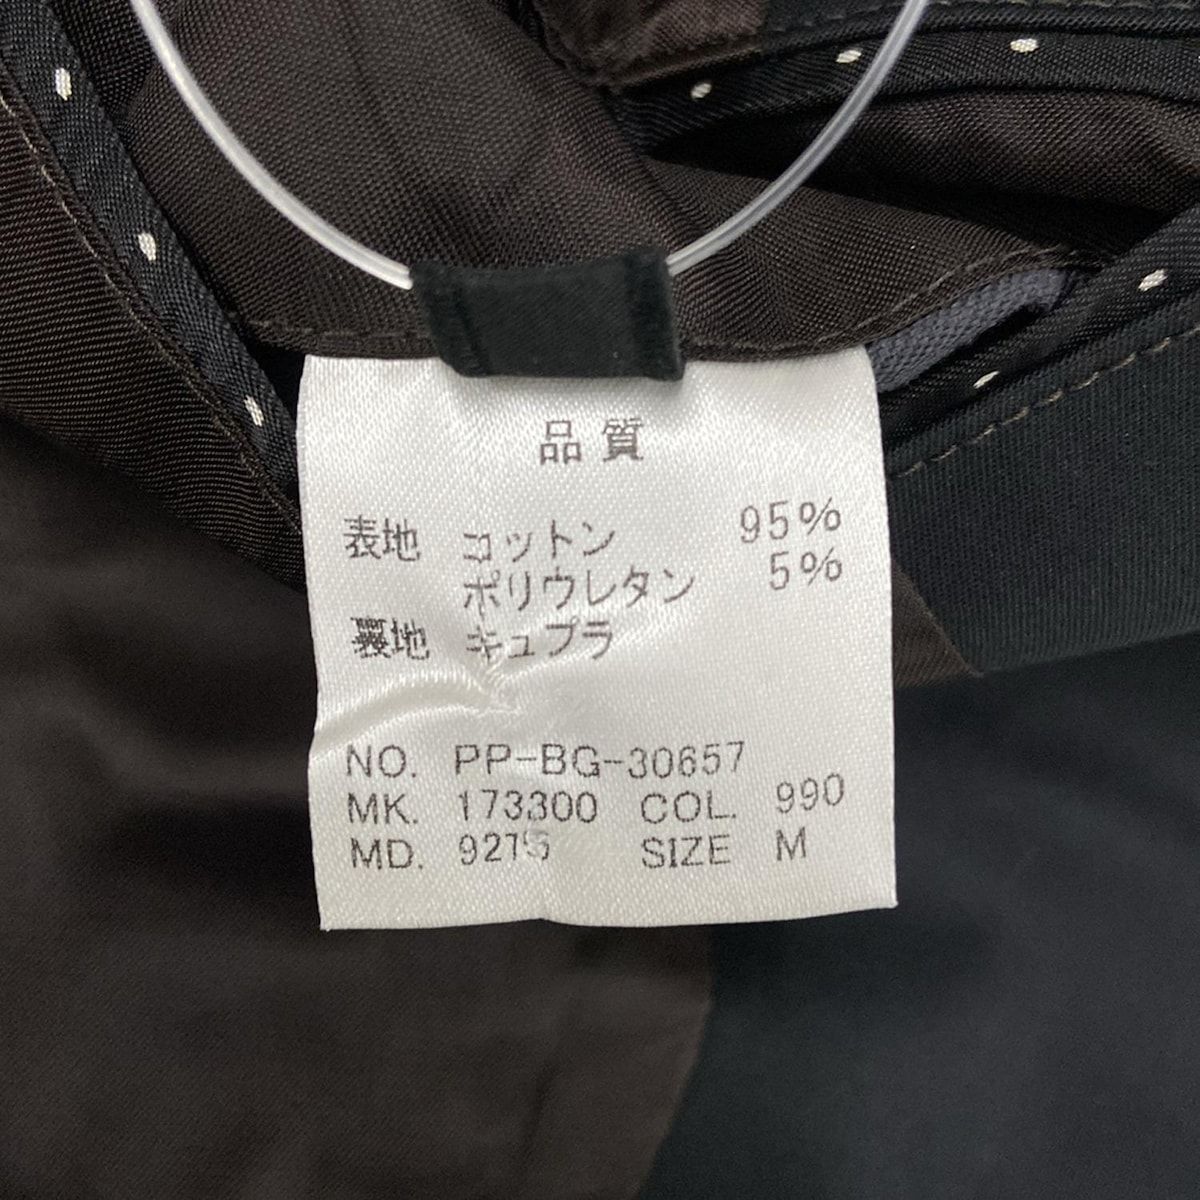 品質
表地 コットン 95%
ポリウレタン 5%
裏地 キュプラ
NO. PP-BG-30657
MK. 173300 COL. 990
MD. SIZE M